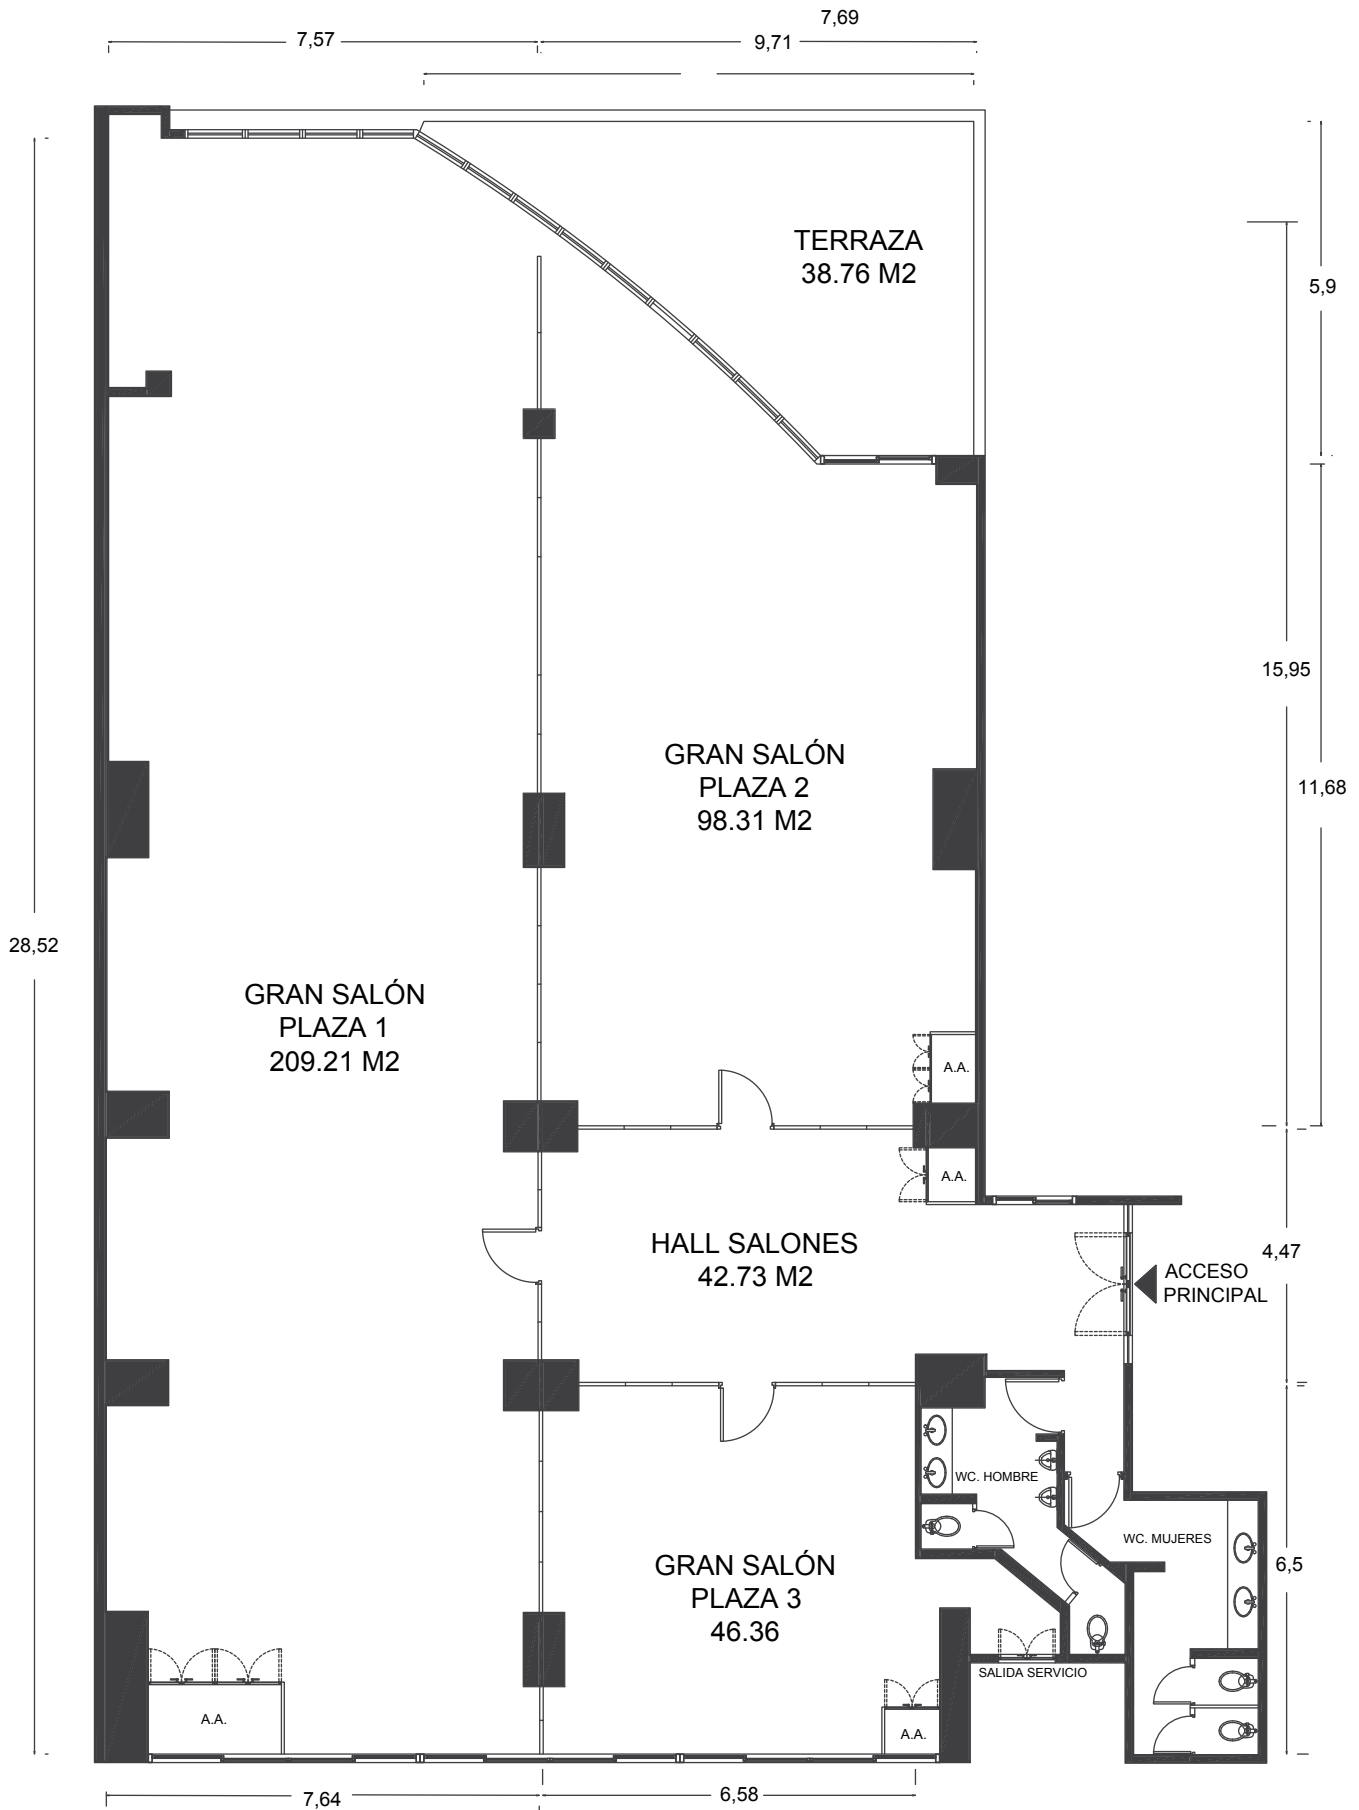 7,69
7,57
9,71
TERRAZA
38.76 M2
5,9
15,95
GRAN SALÓN
PLAZA 2
98.31 M2
11,68
28,52
GRAN SALÓN
PLAZA 1
209.21 M2
A.A.
A.A.
HALL SALONES
42.73 M2
4,47
ACCESO
PRINCIPAL
WC. HOMBRE
WC. MUJERES
GRAN SALÓN
PLAZA 3
46.36
6,5
SALIDA SERVICIO
A.A.
A.A.
7,64
6,58